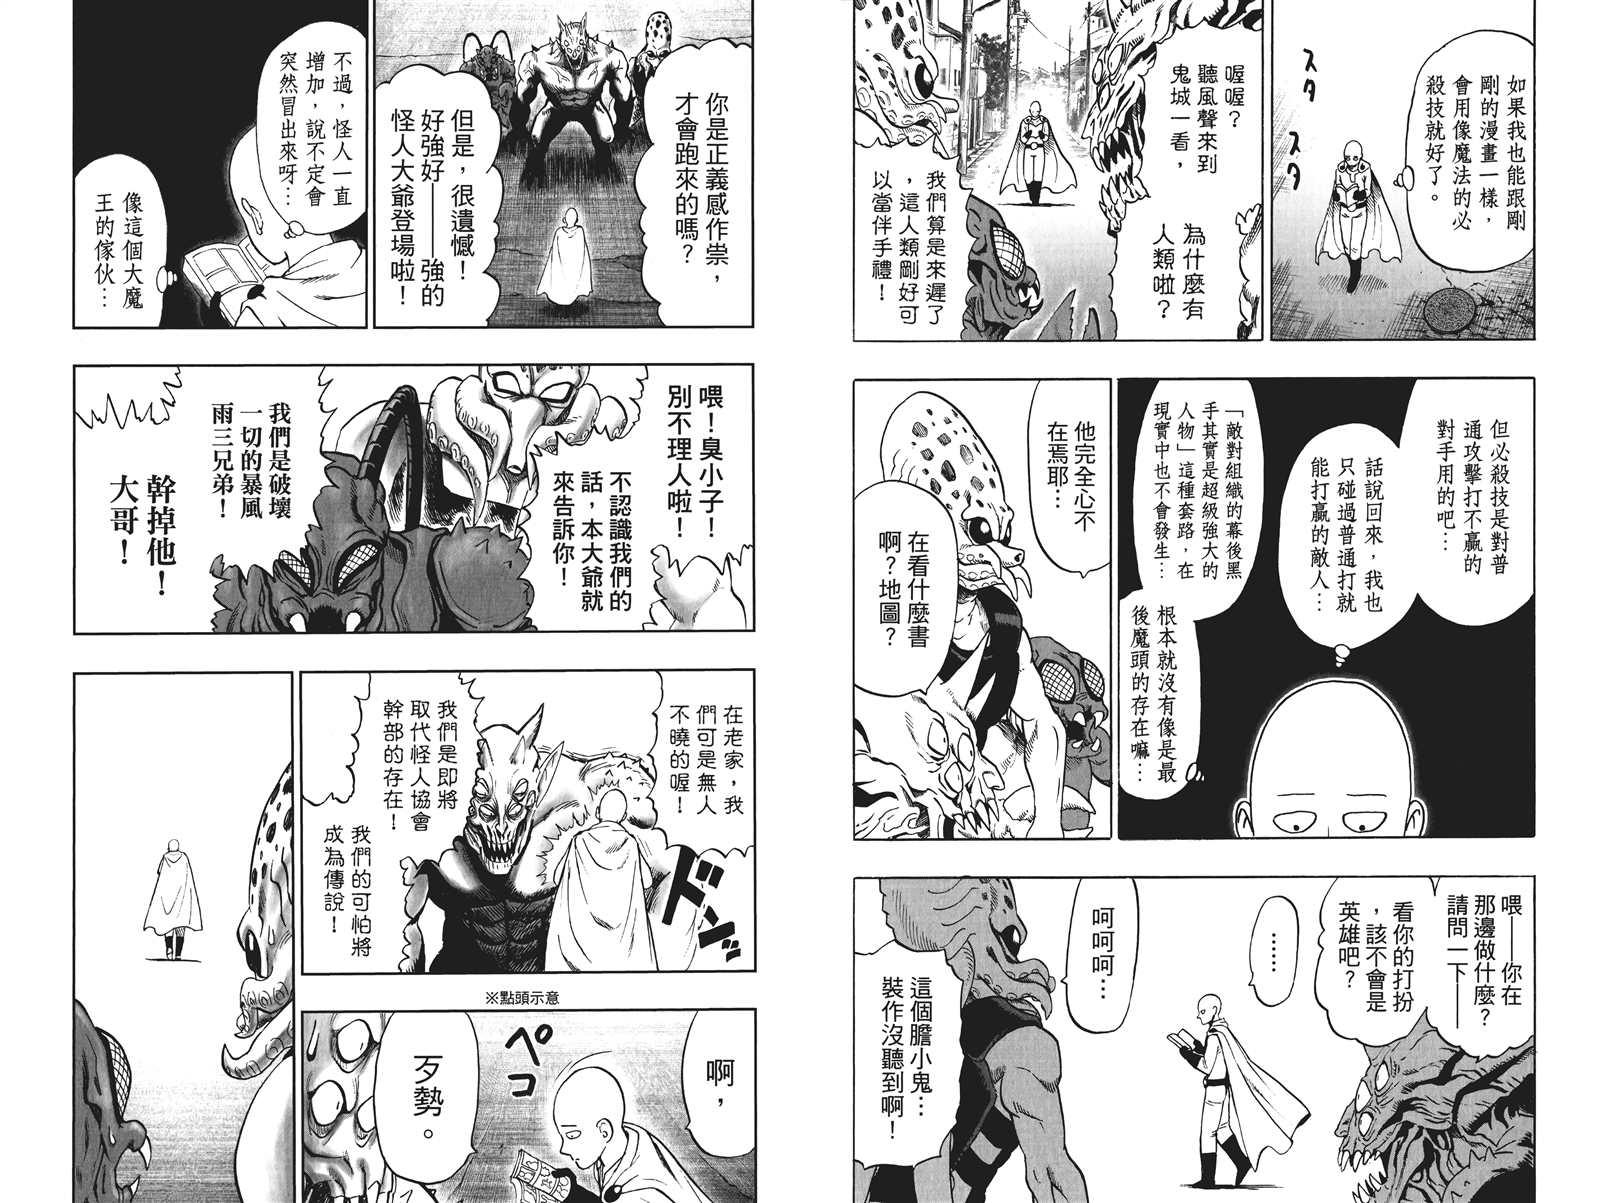 如果我也能跟剛
剛的漫畫一樣，
會用像魔法的必
殺技就好了。
スタ
スタ
喔喔？
聽風聲來到
鬼城一看，
為什麼有
人類啦？
我們算是來遲了
，這人類剛好可
以當伴手禮！
但必殺技是對普
通攻擊打不贏的
對手用的吧…
話說回來，我也
只碰過普通打就
能打贏的敵人…
「敵對組織的幕後黑
手其實是超級強大的
人物」這種套路，在
現實中也不會發生…
根本就沒有像是最
後魔頭的存在嘛…
他完全心不
在焉耶…
在看什麼書
啊？地圖？
喂——你在
那邊做什麼？
請問一下——
看你的打扮
，該不會是
英雄吧？
……
呵呵呵…
這個膽小鬼…
裝作沒聽到啊！
你是正義感作祟，
才會跑來的嗎？
但是，很遺憾！
好強好——強的
怪人大爺登場啦！
不過，怪人一直
增加，說不定會
突然冒出來呀…
像這個大魔
王的傢伙…
喂！臭小子！
別不理人啦！
不認識我們的
話，本大爺就
來告訴你！
我們是破壞
一切的暴風
雨三兄弟！
幹掉他！
大哥！
在老家，我
們可是無人
不曉的喔！
我們是即將
取代怪人協會
幹部的存在！
我們的可怕將
成為傳說！
ドンッ
※點頭示意
啊，
ペコ
歹勢。